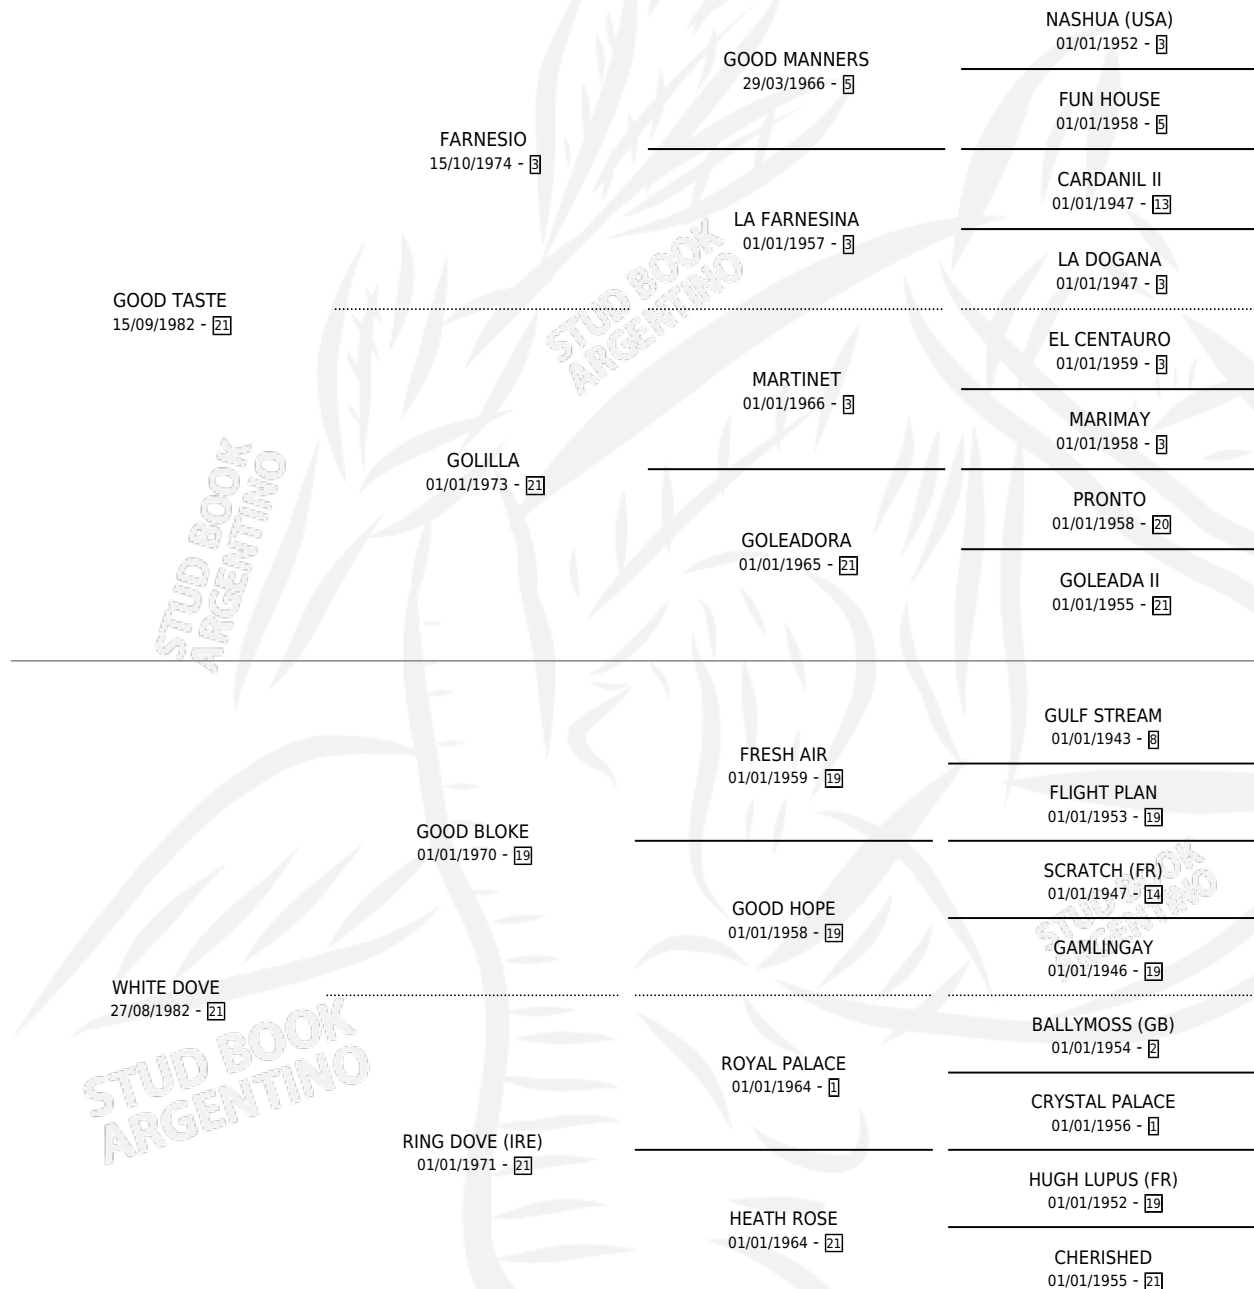 NASHUA (USA)
01/01/1952 - 3
GOOD MANNERS
29/03/1966 - 5
FUN HOUSE
01/01/1958 - 5
FARNESIO
15/10/1974 - 3
CARDANIL II
01/01/1947 - 13
LA FARNESINA
01/01/1957 - 3
LA DOGANA
01/01/1947 - 3
GOOD TASTE
15/09/1982 - 21
EL CENTAURO
01/01/1959 - 3
MARTINET
01/01/1966 - 3
MARIMAY
01/01/1958 - 3
GOLILLA
01/01/1973 - 21
PRONTO
01/01/1958 - 20
GOLEADORA
01/01/1965 - 21
GOLEADA II
01/01/1955 - 21
GULF STREAM
01/01/1943 - 8
FRESH AIR
01/01/1959 - 19
FLIGHT PLAN
01/01/1953 - 19
GOOD BLOKE
01/01/1970 - 19
SCRATCH (FR)
01/01/1947 - 14
GOOD HOPE
01/01/1958 - 19
GAMLINGAY
01/01/1946 - 19
WHITE DOVE
27/08/1982 - 21
BALLYMOSS (GB)
01/01/1954 - 2
ROYAL PALACE
01/01/1964 - 1
CRYSTAL PALACE
01/01/1956 - 1
RING DOVE (IRE)
01/01/1971 - 21
HUGH LUPUS (FR)
01/01/1952 - 19
HEATH ROSE
01/01/1964 - 21
CHERISHED
01/01/1955 - 21
STUD BOOK
ARGENTINO
STUD BOOK
ARGENTINO
STUD BOOK
ARGENTINO
STUD BOOK
ARGENTINO